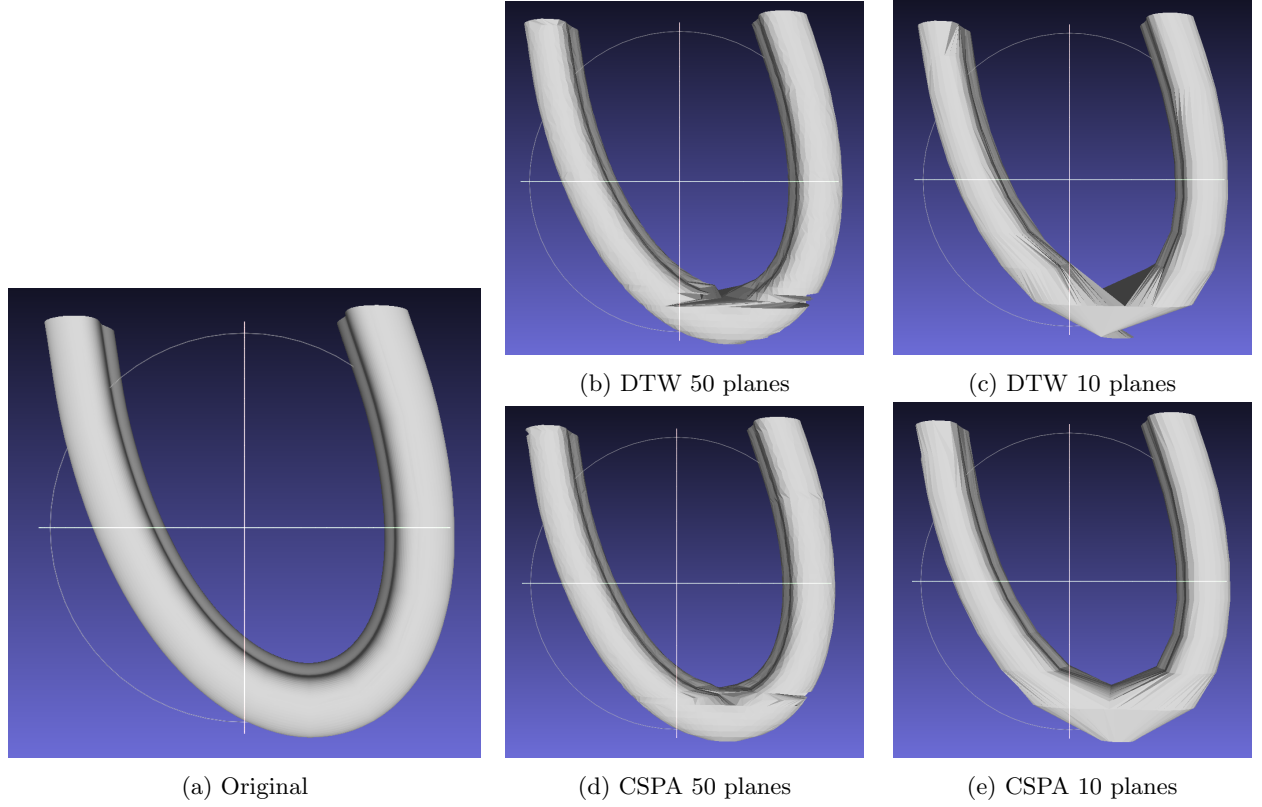 (b) DTW 50 planes
(c) DTW 10 planes
(a) Original
(d) CSPA 50 planes
(e) CSPA 10 planes